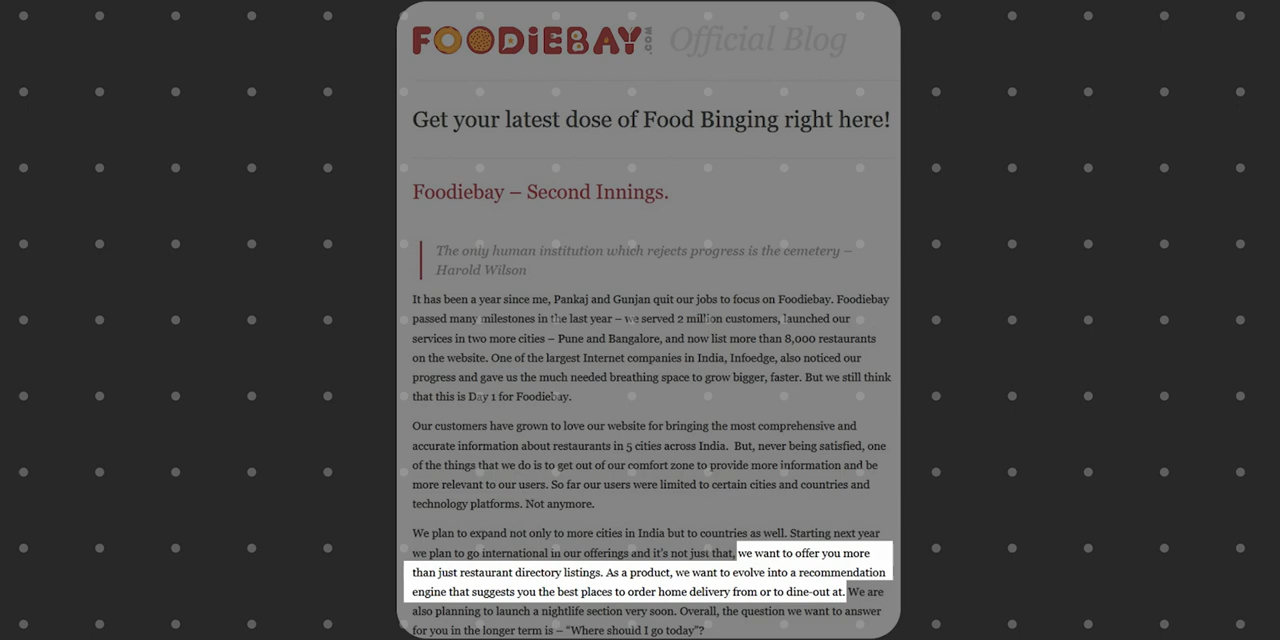 FOODiEBAY .COM Official Blog
Get your latest dose of Food Binging right here!
Foodiebay – Second Innings.
The only human institution which rejects progress is the cemetery –
Harold Wilson
It has been a year since me, Pankaj and Gunjan quit our jobs to focus on Foodiebay. Foodiebay
passed many milestones in the last year – we served 2 million customers, launched our
services in two more cities – Pune and Bangalore, and now list more than 8,000 restaurants
on the website. One of the largest Internet companies in India, Infoedge, also noticed our
progress and gave us the much needed breathing space to grow bigger, faster. But we still think
that this is Day 1 for Foodiebay.
Our customers have grown to love our website for bringing the most comprehensive and
accurate information about restaurants in 5 cities across India.  But, never being satisfied, one
of the things that we do is to get out of our comfort zone to provide more information and be
more relevant to our users. So far our users were limited to certain cities and countries and
technology platforms. Not anymore.
We plan to expand not only to more cities in India but to countries as well. Starting next year
we plan to go international in our offerings and it's not just that, we want to offer you more
than just restaurant directory listings. As a product, we want to evolve into a recommendation
engine that suggests you the best places to order home delivery from or to dine-out at. We are
also planning to launch a nightlife section very soon. Overall, the question we want to answer
for you in the longer term is – “Where should I go today”?